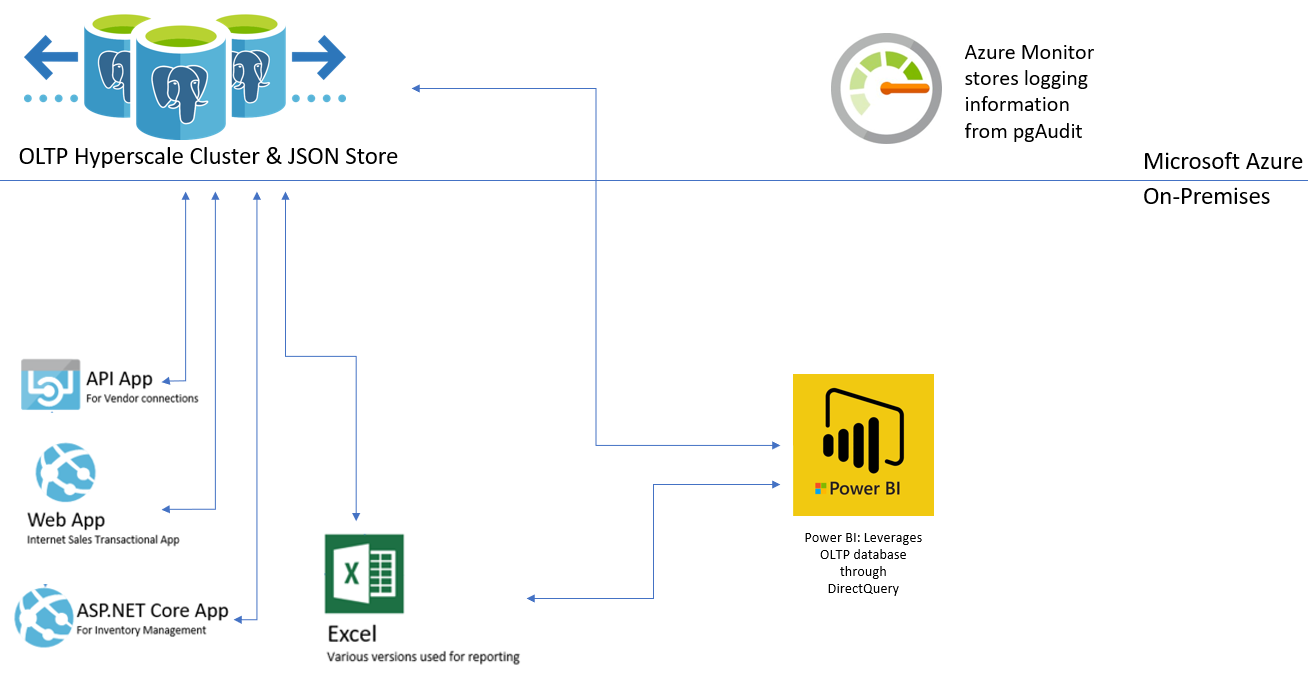 Azure Monitor
stores logging
information
from pgAudit
OLTP Hyperscale Cluster & JSON Store
Microsoft Azure
On-Premises
API App
For Vendor connections
Web App
Internet Sales Transactional App
ASP.NET Core App
For Inventory Management
X
Excel
Various versions used for reporting
Power BI
Power BI: Leverages
OLTP database
through
DirectQuery